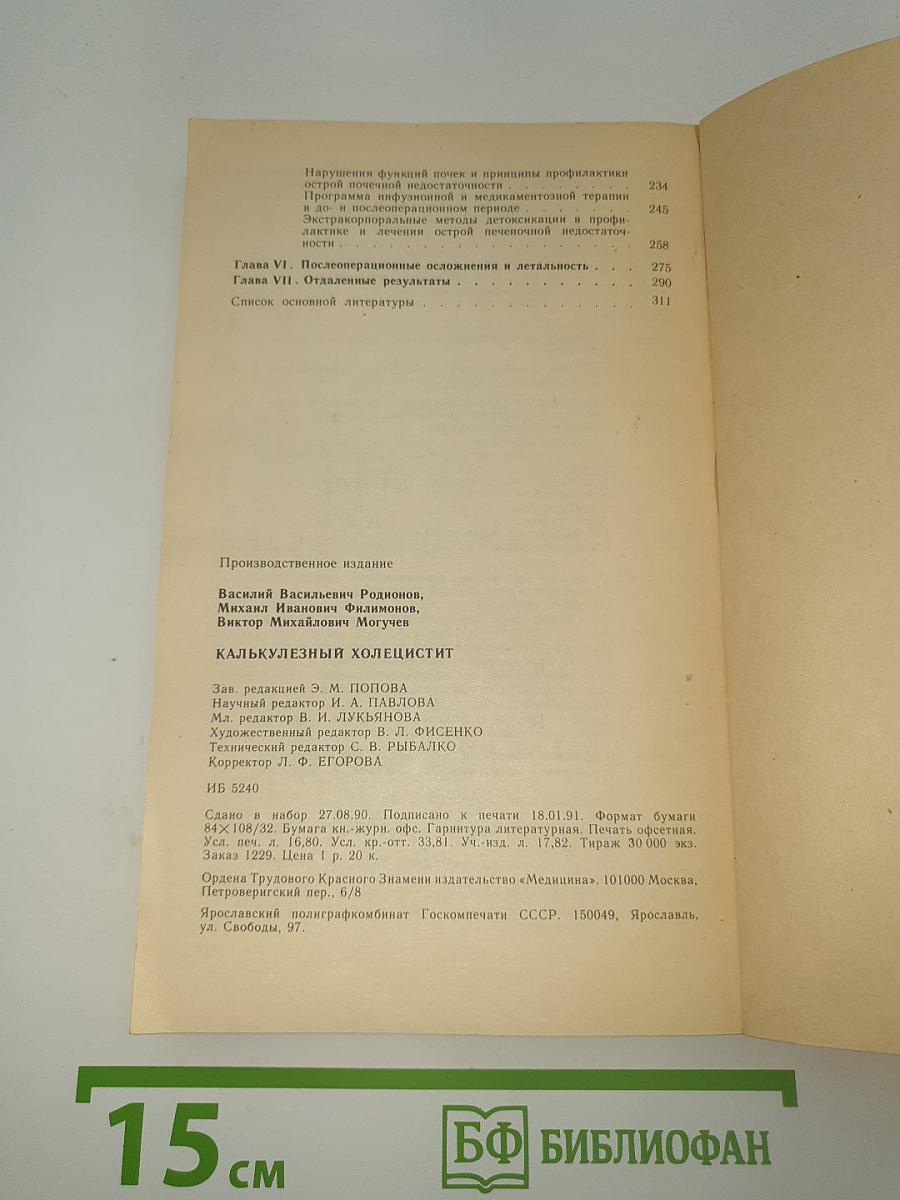 Нарушения функций почек и принципы профилактики
острой почечной недостаточности . . . . . . . . 234
Программа инфузионной и медикаментозной терапии
в до- и послеоперационном периоде . . . . . . . 245
Экстракорпоральные методы детоксикации в профи-
лактике и лечении острой печеночной недостаточ-
ности . . . . . . . . . . . . . . . . . . 258
Глава VI. Послеоперационные осложнения и летальность . . . 275
Глава VII. Отдаленные результаты . . . . . . . . . . . . 290
Список основной литературы . . . . . . . . . . . . . . 311
Производственное издание
Василий Васильевич Родионов,
Михаил Иванович Филимонов,
Виктор Михайлович Могучев
КАЛЬКУЛЕЗНЫЙ ХОЛЕЦИСТИТ
Зав. редакцией Э. М. ПОПОВА
Научный редактор И. А. ПАВЛОВА
Мл. редактор В. И. ЛУКЬЯНОВА
Художественный редактор В. Л. ФИСЕНКО
Технический редактор С. В. РЫБАЛКО
Корректор Л. Ф. ЕГОРОВА
ИБ 5240
Сдано в набор 27.08.90. Подписано к печати 18.01.91. Формат бумаги
84×108/32. Бумага кн.-журн. офс. Гарнитура литературная. Печать офсетная.
Усл. печ. л. 16,80. Усл. кр.-отт. 33,81. Уч.-изд. л. 17,82. Тираж 30 000 экз.
Заказ 1229. Цена 1 р. 20 к.
Ордена Трудового Красного Знамени издательство «Медицина». 101000 Москва,
Петроверигский пер., 6/8
Ярославский полиграфкомбинат Госкомпечати СССР. 150049, Ярославль,
ул. Свободы, 97.
15 см
БФ БИБЛИОФАН